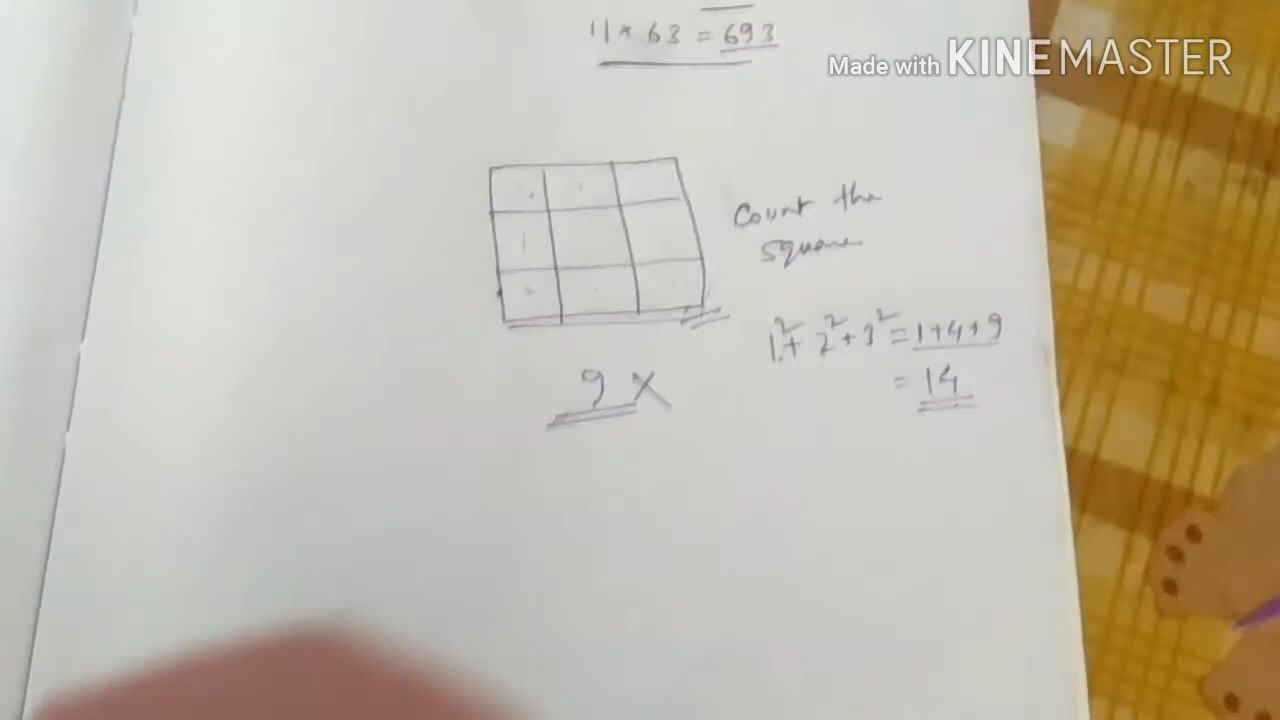 11 * 63 = 693
Made with KINEMASTER
Count the
square
1² + 2² + 3² = 1+4+9
= 14
9 X